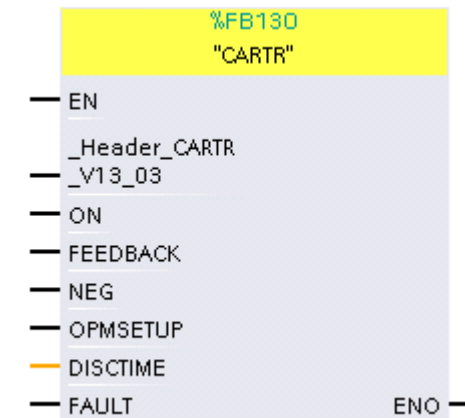 %FB130
"CARTR"
EN
_Header_CARTR
_V13_03
ON
FEEDBACK
NEG
OPMSETUP
DISCTIME
FAULT ENO